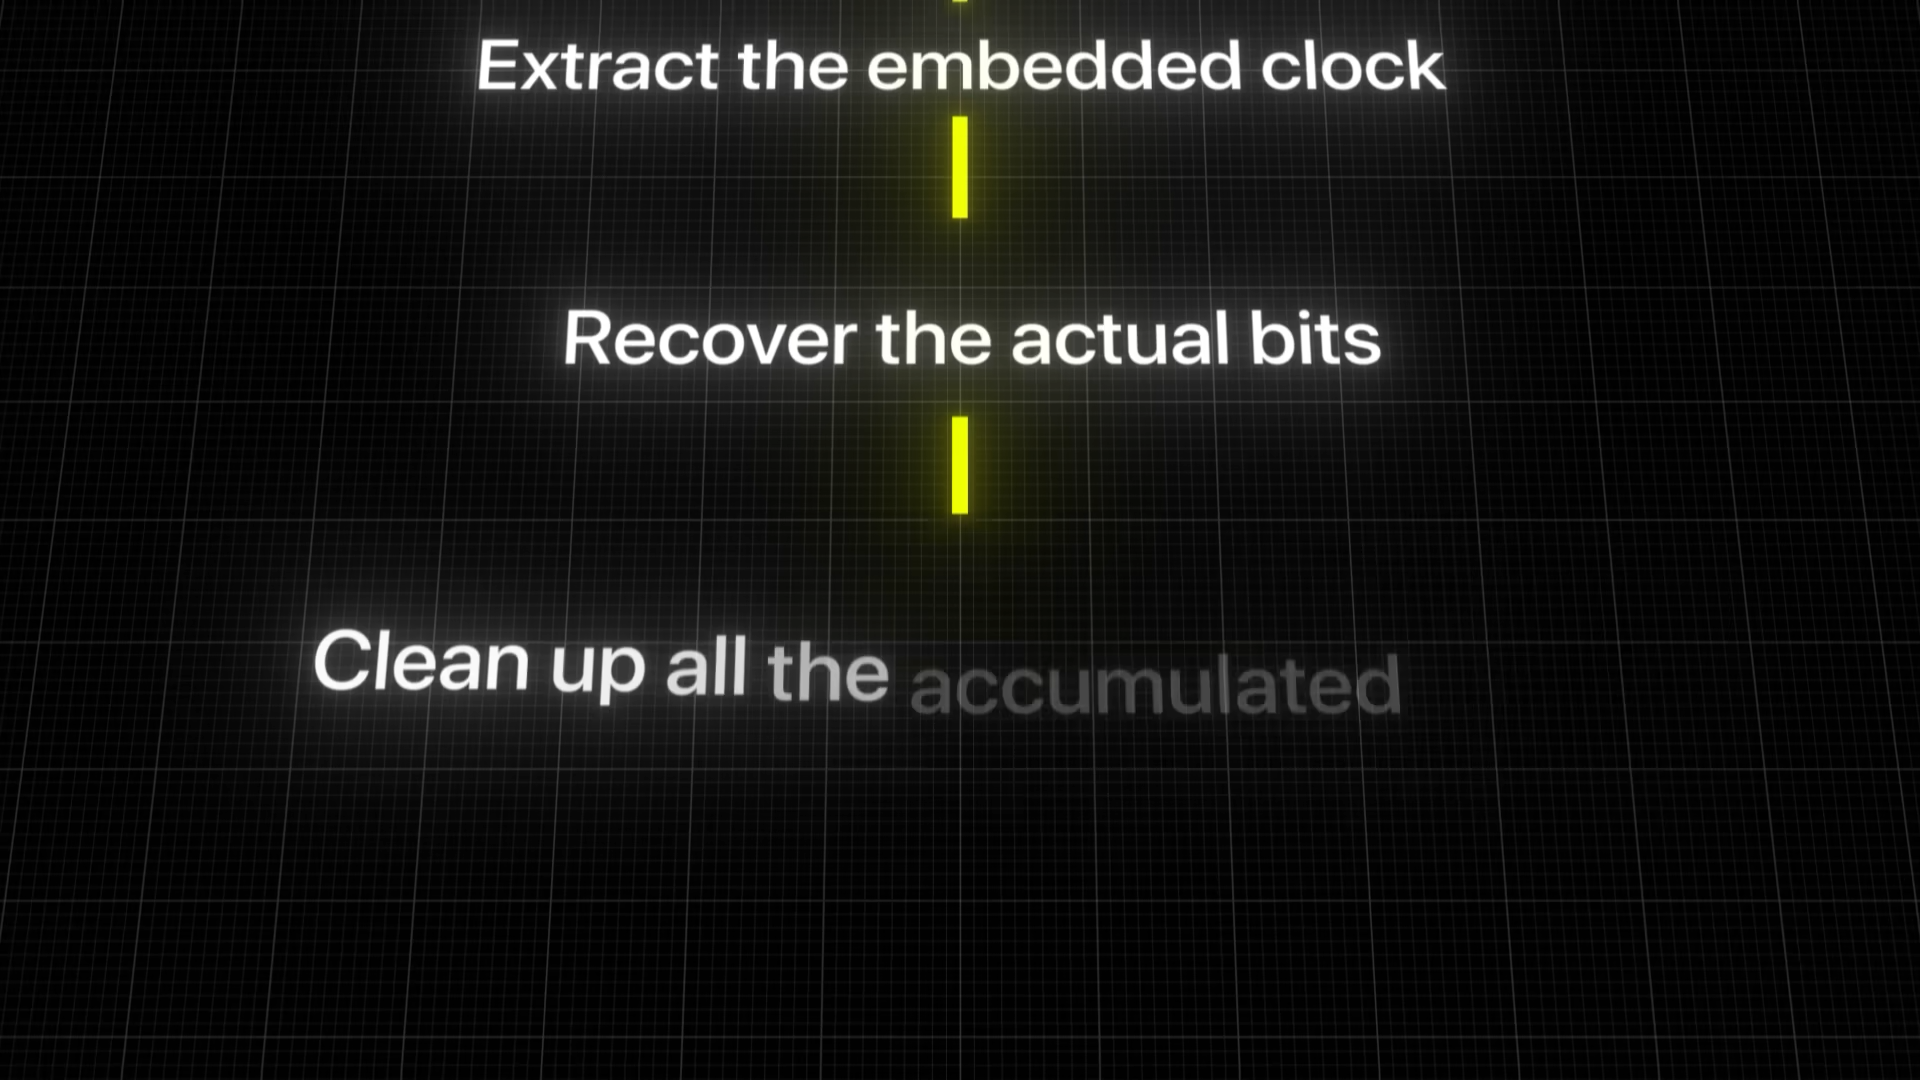 Extract the embedded clock
Recover the actual bits
Clean up all the accumulated